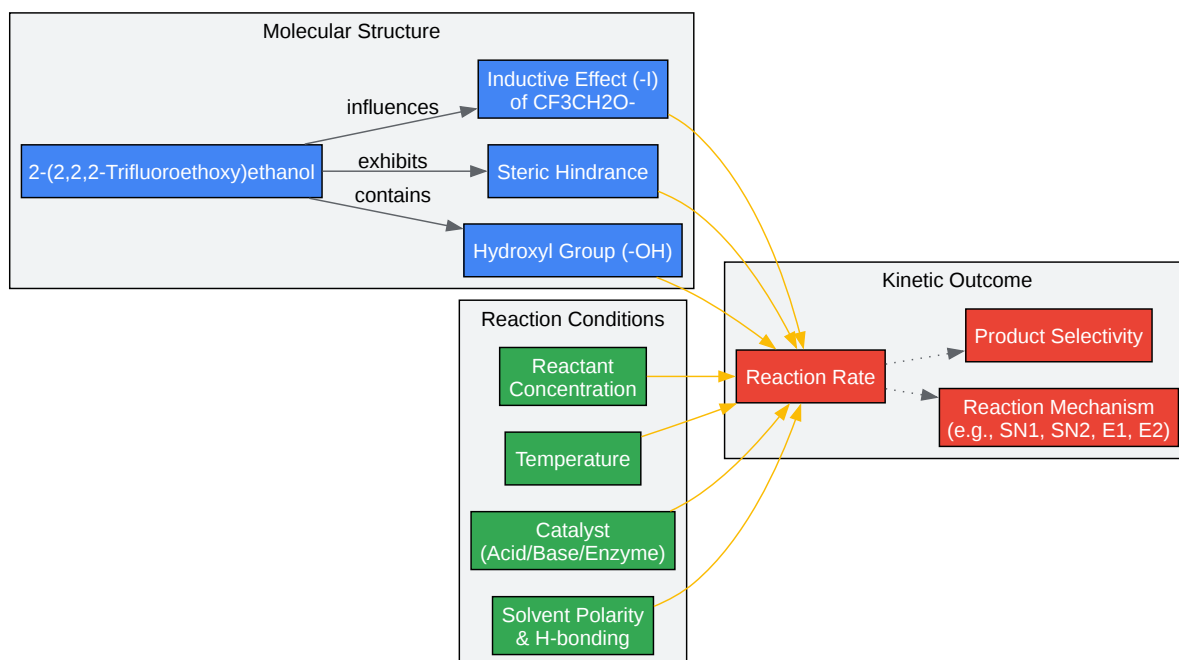 Molecular Structure
Inductive Effect (-I)
of CF3CH2O-
influences
2-(2,2,2-Trifluoroethoxy)ethanol
exhibits
Steric Hindrance
contains
Hydroxyl Group (-OH)
Reaction Conditions
Reactant
Concentration
Temperature
Catalyst
(Acid/Base/Enzyme)
Solvent Polarity
& H-bonding
Kinetic Outcome
Product Selectivity
Reaction Rate
Reaction Mechanism
(e.g., SN1, SN2, E1, E2)